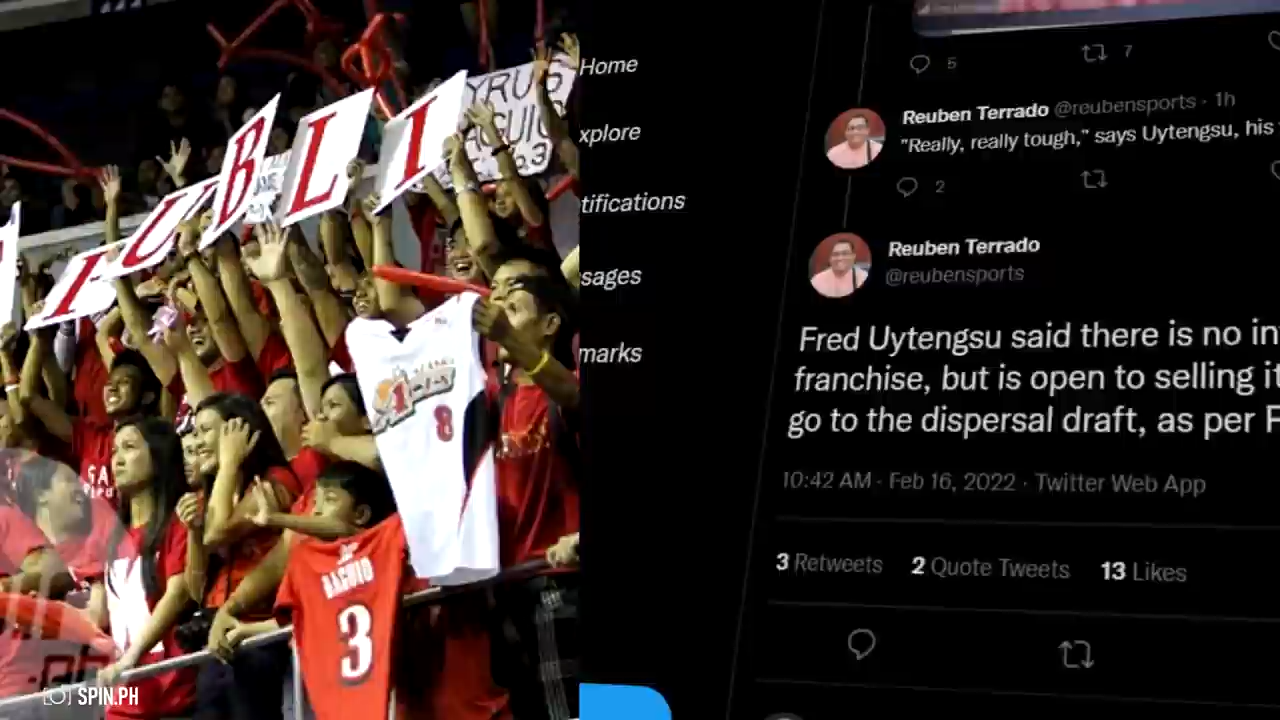 P U B L I
YRUS
BAGUIO
3
8
BAGUIO
3
SPIN.PH
Home
xplore
tifications
sages
marks
5
7
Reuben Terrado @reubensports · 1h
"Really, really tough," says Uytengsu, his
2
Reuben Terrado
@reubensports
Fred Uytengsu said there is no in
franchise, but is open to selling it
go to the dispersal draft, as per
10:42 AM · Feb 16, 2022 · Twitter Web App
3 Retweets 2 Quote Tweets 13 Likes